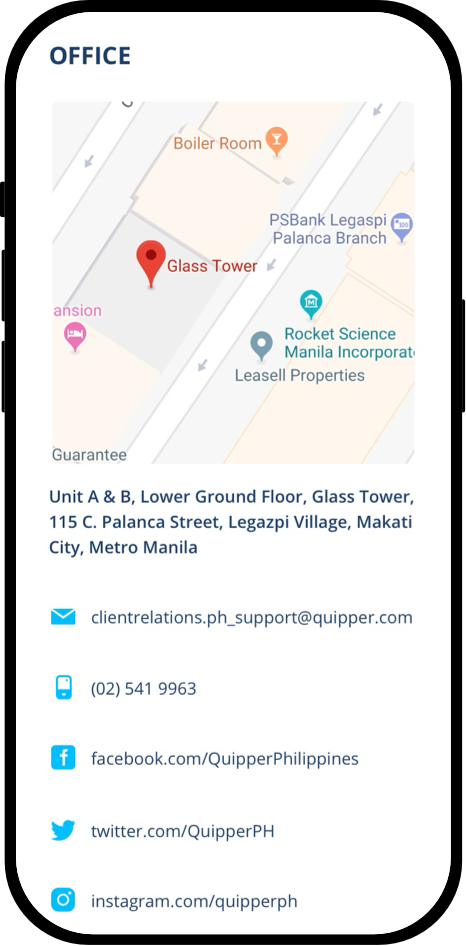 OFFICE
Boiler Room
PSBank Legaspi
Palanca Branch
Glass Tower
ansion
Rocket Science
Manila Incorporat
Leasell Properties
Guarantee
Unit A & B, Lower Ground Floor, Glass Tower,
115 C. Palanca Street, Legazpi Village, Makati
City, Metro Manila
clientrelations.ph_support@quipper.com
(02) 541 9963
facebook.com/QuipperPhilippines
twitter.com/QuipperPH
instagram.com/quipperph